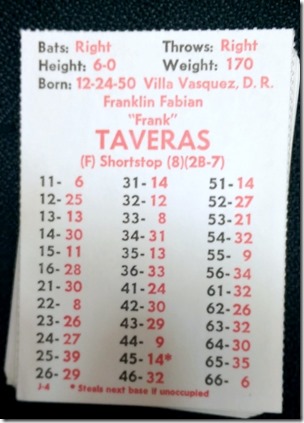 Bats: Right Throws: Right
Height: 6-0 Weight: 170
Born: 12-24-50 Villa Vasquez, D. R.
Franklin Fabian
"Frank"
TAVERAS
(F) Shortstop (8)(2B-7)
11- 6 31- 14 51- 14
12- 25 32- 12 52- 27
13- 13 33- 8 53- 21
14- 30 34- 31 54- 32
15- 11 35- 13 55- 9
16- 28 36- 33 56- 34
21- 30 41- 24 61- 32
22- 8 42- 30 62- 26
23- 26 43- 29 63- 32
24- 27 44- 9 64- 30
25- 39 45- 14* 65- 35
26- 29 46- 32 66- 6
J-4 * Steals next base if unoccupied